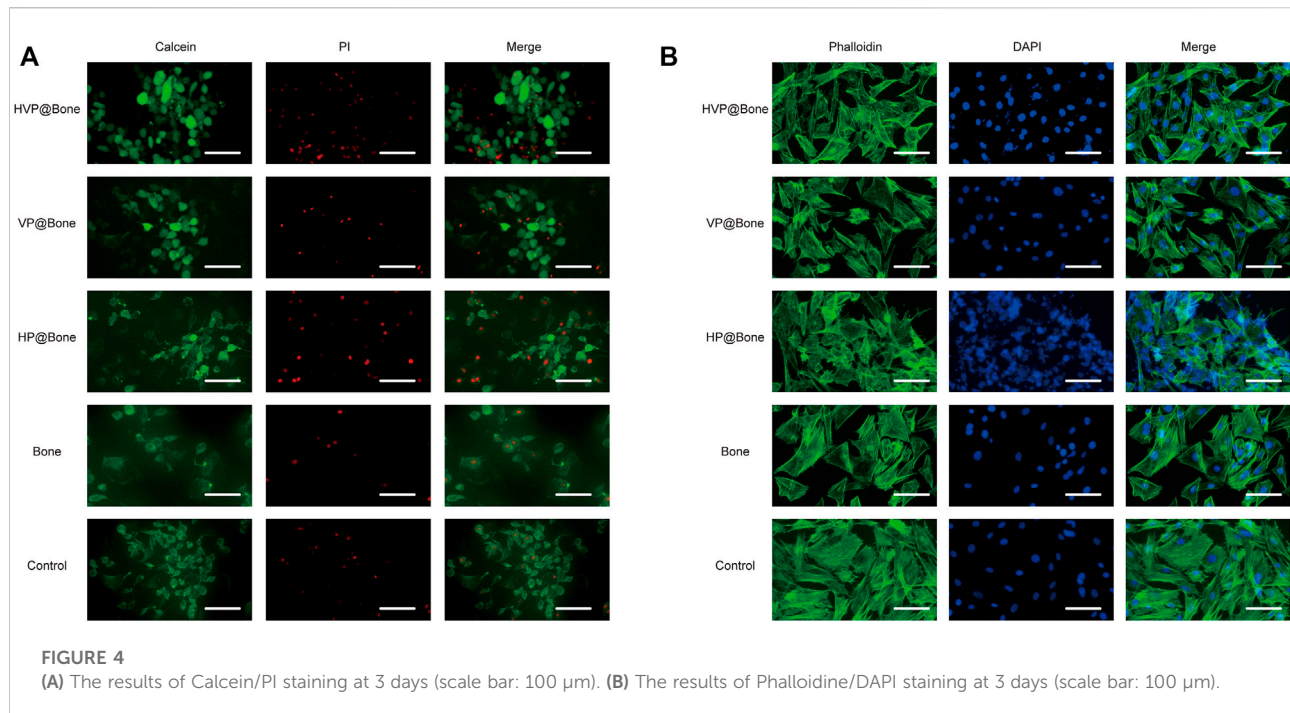 A
Calcein PI Merge
HVP@Bone
VP@Bone
HP@Bone
Bone
Control
B
Phalloidin DAPI Merge
HVP@Bone
VP@Bone
HP@Bone
Bone
Control
FIGURE 4
(A) The results of Calcein/PI staining at 3 days (scale bar: 100 µm). (B) The results of Phalloidine/DAPI staining at 3 days (scale bar: 100 µm).